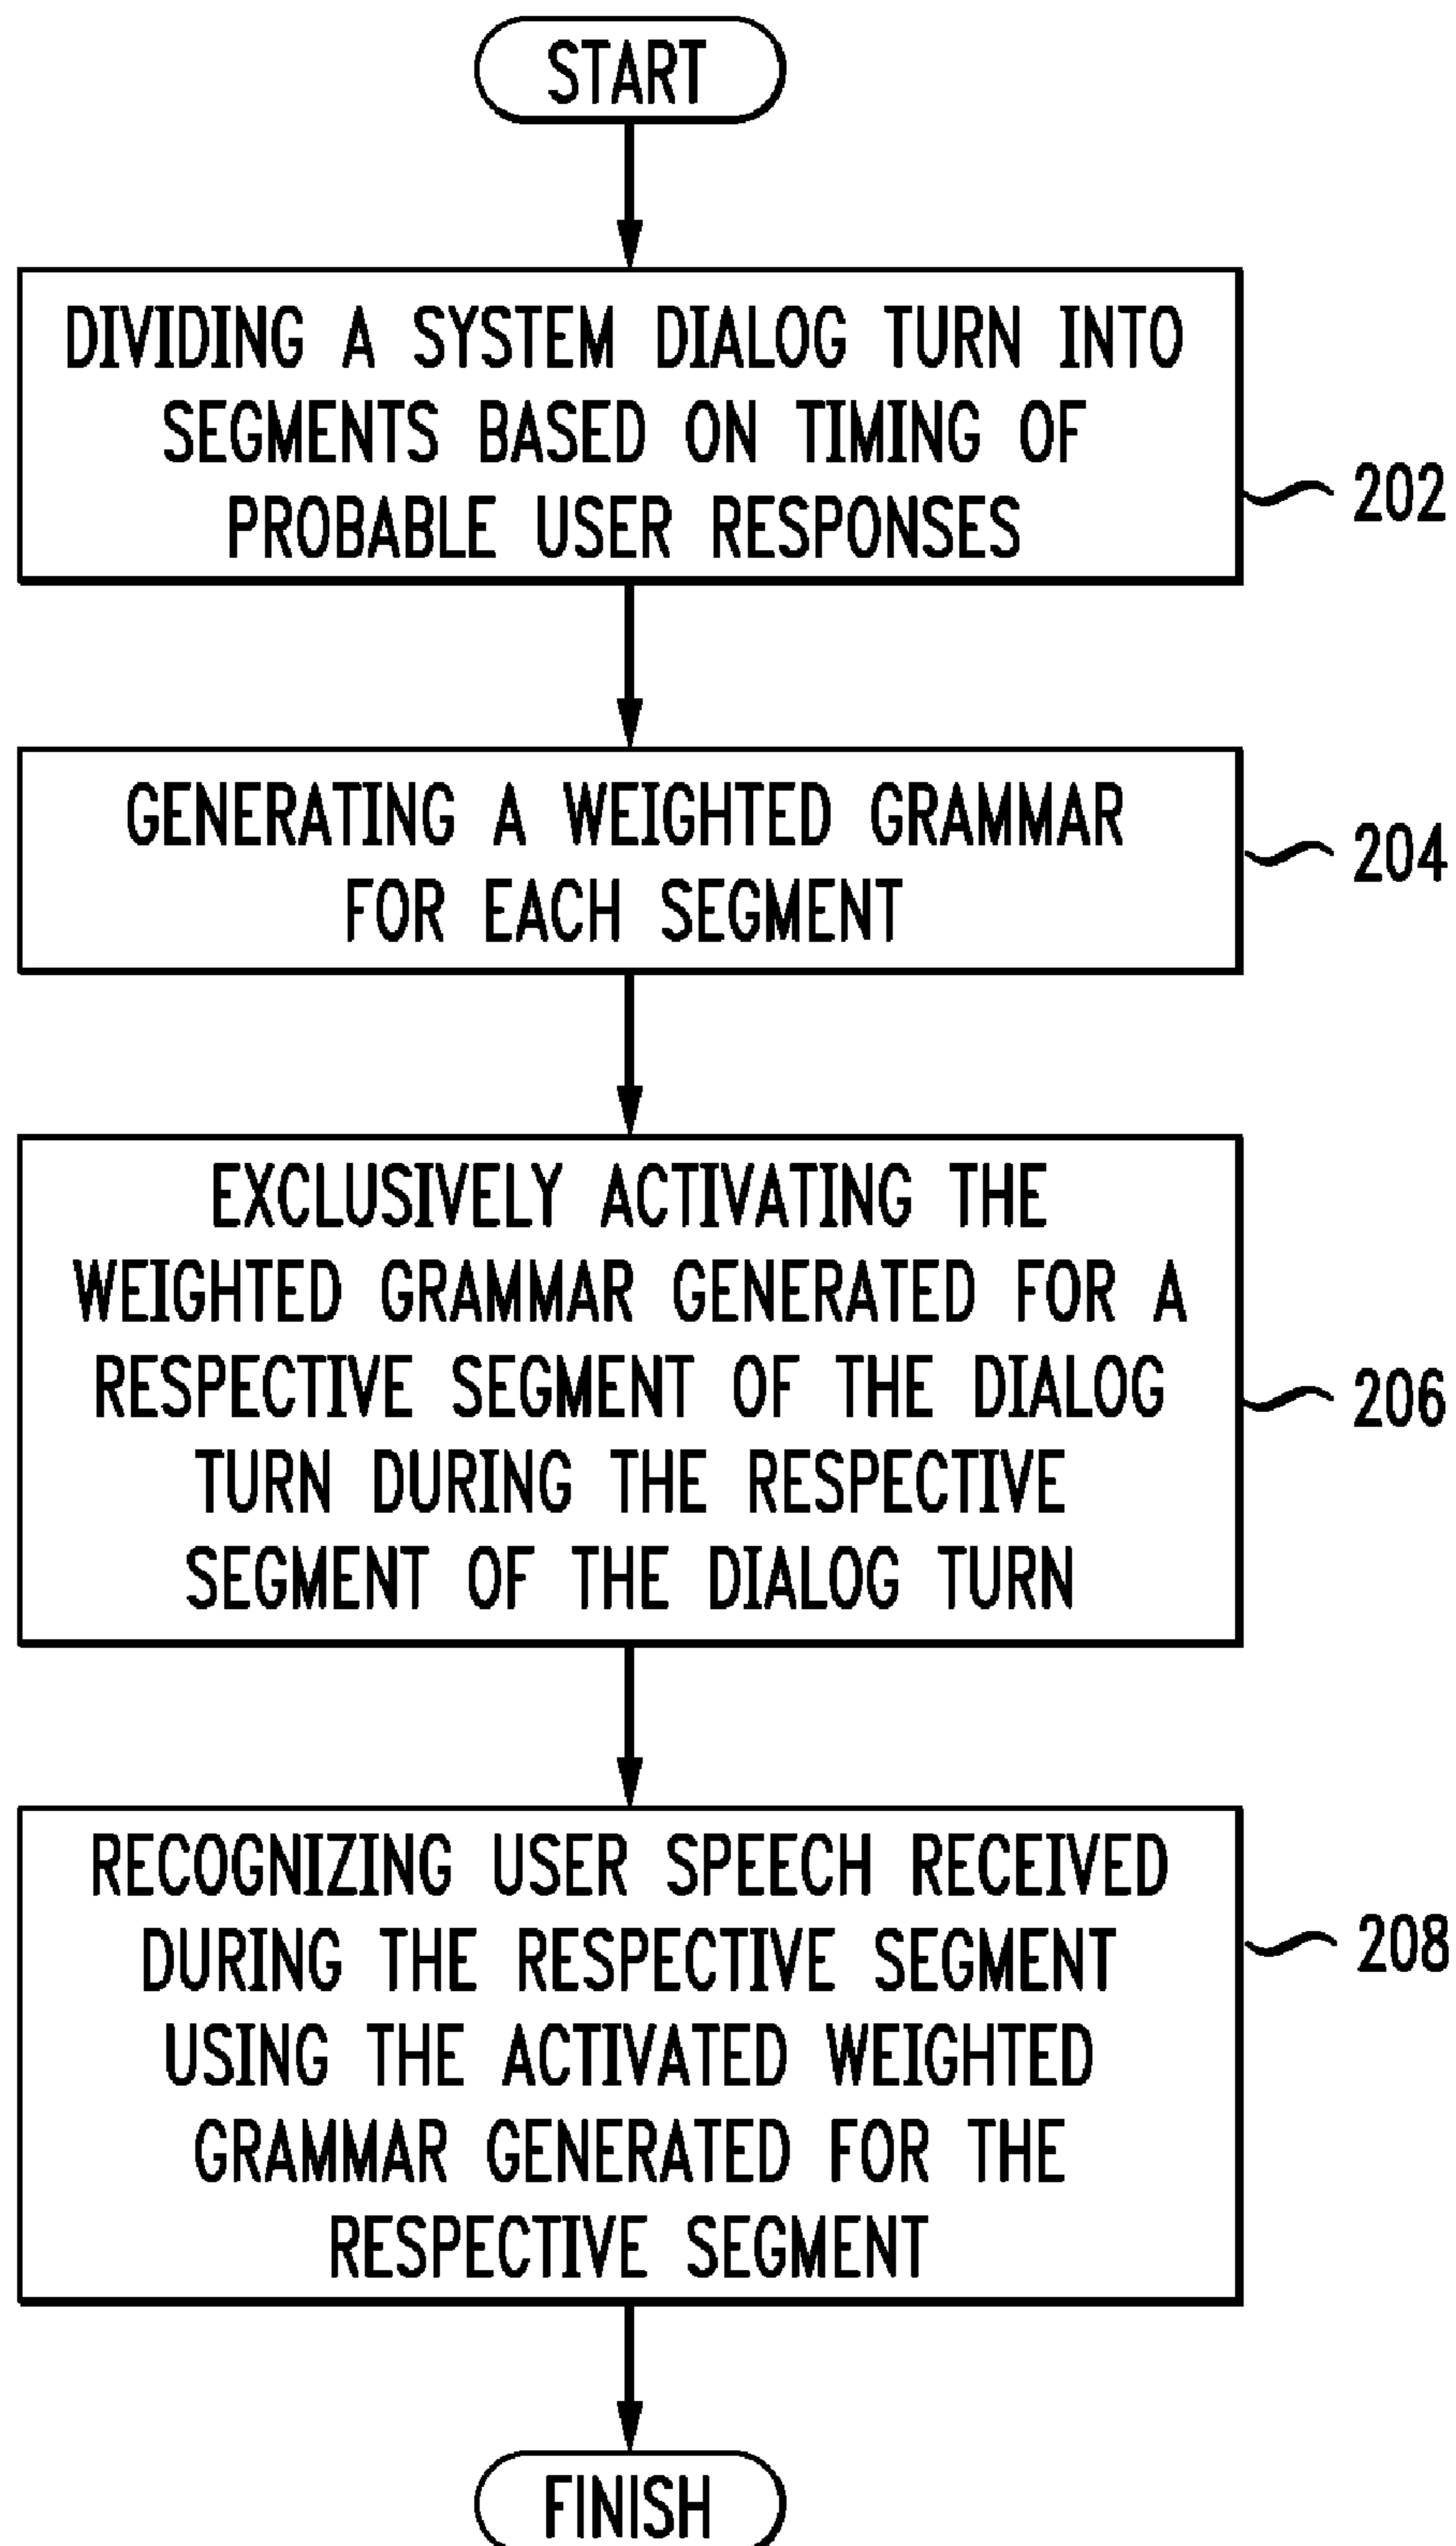 START
DIVIDING A SYSTEM DIALOG TURN INTO
SEGMENTS BASED ON TIMING OF
PROBABLE USER RESPONSES
202
GENERATING A WEIGHTED GRAMMAR
FOR EACH SEGMENT
204
EXCLUSIVELY ACTIVATING THE
WEIGHTED GRAMMAR GENERATED FOR A
RESPECTIVE SEGMENT OF THE DIALOG
TURN DURING THE RESPECTIVE
SEGMENT OF THE DIALOG TURN
206
RECOGNIZING USER SPEECH RECEIVED
DURING THE RESPECTIVE SEGMENT
USING THE ACTIVATED WEIGHTED
GRAMMAR GENERATED FOR THE
RESPECTIVE SEGMENT
208
FINISH